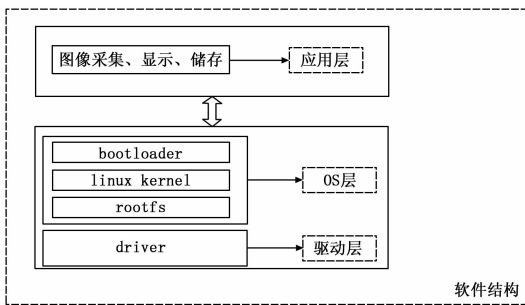 图像采集、显示、储存
应用层
bootloader
linux kernel
OS层
rootfs
driver
驱动层
软件结构